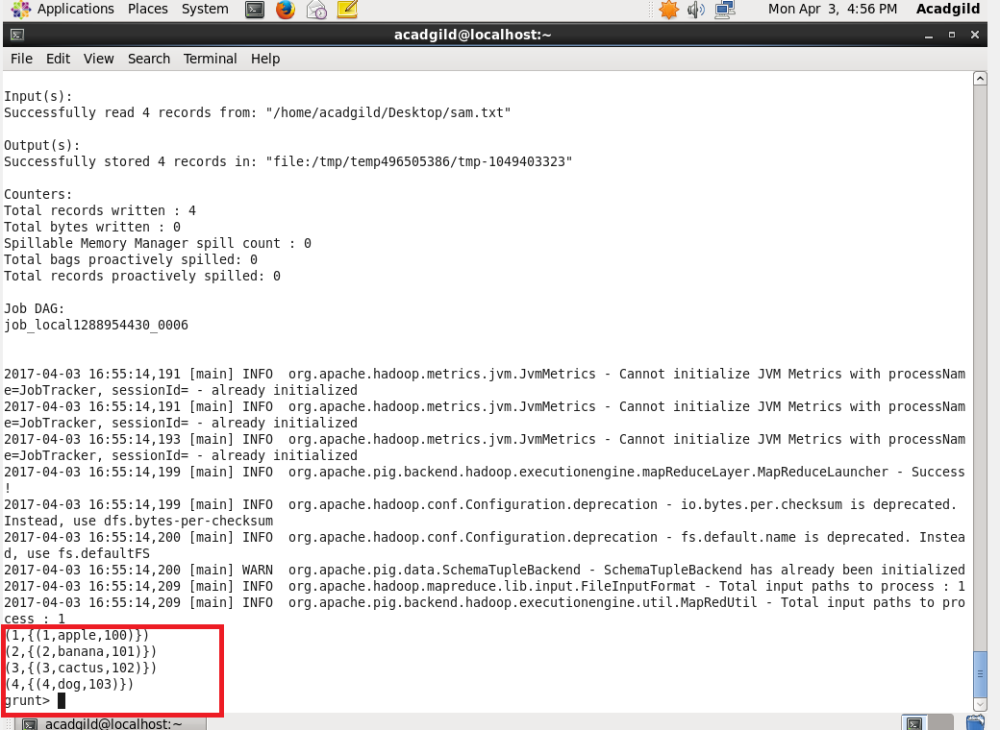 Applications Places System Mon Apr 3, 4:56 PM Acadgild
acadgild@localhost:~
File Edit View Search Terminal Help
Input(s):
Successfully read 4 records from: "/home/acadgild/Desktop/sam.txt"
Output(s):
Successfully stored 4 records in: "file:/tmp/temp496505386/tmp-1049403323"
Counters:
Total records written : 4
Total bytes written : 0
Spillable Memory Manager spill count : 0
Total bags proactively spilled: 0
Total records proactively spilled: 0
Job DAG:
job_local1288954430_0006
2017-04-03 16:55:14,191 [main] INFO  org.apache.hadoop.metrics.jvm.JvmMetrics - Cannot initialize JVM Metrics with processNam
e=JobTracker, sessionId= - already initialized
2017-04-03 16:55:14,191 [main] INFO  org.apache.hadoop.metrics.jvm.JvmMetrics - Cannot initialize JVM Metrics with processNam
e=JobTracker, sessionId= - already initialized
2017-04-03 16:55:14,193 [main] INFO  org.apache.hadoop.metrics.jvm.JvmMetrics - Cannot initialize JVM Metrics with processNam
e=JobTracker, sessionId= - already initialized
2017-04-03 16:55:14,199 [main] INFO  org.apache.pig.backend.hadoop.executionengine.mapReduceLayer.MapReduceLauncher - Success
!
2017-04-03 16:55:14,199 [main] INFO  org.apache.hadoop.conf.Configuration.deprecation - io.bytes.per.checksum is deprecated.
Instead, use dfs.bytes-per-checksum
2017-04-03 16:55:14,200 [main] INFO  org.apache.hadoop.conf.Configuration.deprecation - fs.default.name is deprecated. Instea
d, use fs.defaultFS
2017-04-03 16:55:14,200 [main] WARN  org.apache.pig.data.SchemaTupleBackend - SchemaTupleBackend has already been initialized
2017-04-03 16:55:14,209 [main] INFO  org.apache.hadoop.mapreduce.lib.input.FileInputFormat - Total input paths to process : 1
2017-04-03 16:55:14,209 [main] INFO  org.apache.pig.backend.hadoop.executionengine.util.MapRedUtil - Total input paths to pro
cess : 1
(1,{(1,apple,100)})
(2,{(2,banana,101)})
(3,{(3,cactus,102)})
(4,{(4,dog,103)})
grunt>
acadgild@localhost:~